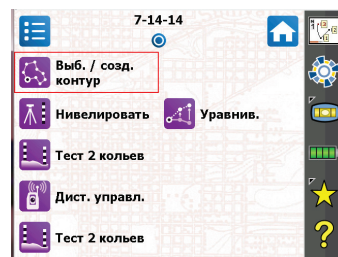 7-14-14
Выб. / созд.
контур
Нивелировать
Уравнив.
Тест 2 кольев
Дист. управл.
Тест 2 кольев
?